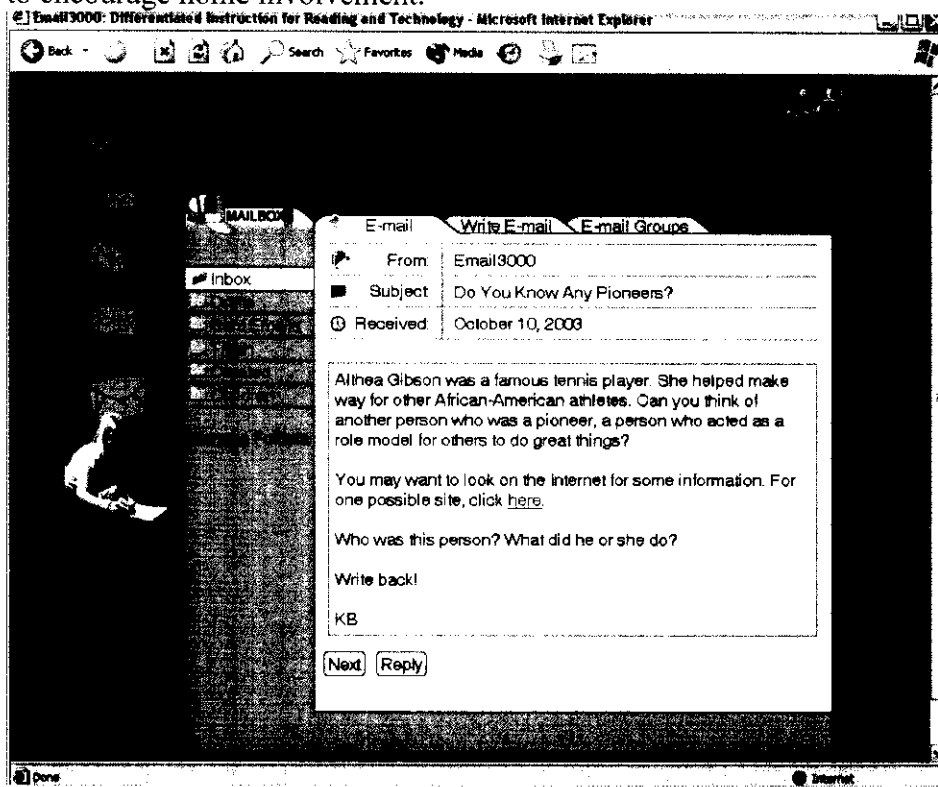 to encourage home involvement.
Email3000: Differentiated Instruction for Reading and Technology - Microsoft Internet Explorer
Back Search Favorites Media
MAILBOX
E-mail Write E-mail E-mail Groups
From: Email3000
Inbox
Subject Do You Know Any Pioneers?
Received: October 10, 2003
Althea Gibson was a famous tennis player. She helped make
way for other African-American athletes. Can you think of
another person who was a pioneer, a person who acted as a
role model for others to do great things?
You may want to look on the Internet for some information. For
one possible site, click here.
Who was this person? What did he or she do?
Write back!
KB
Next Reply
Done Internet